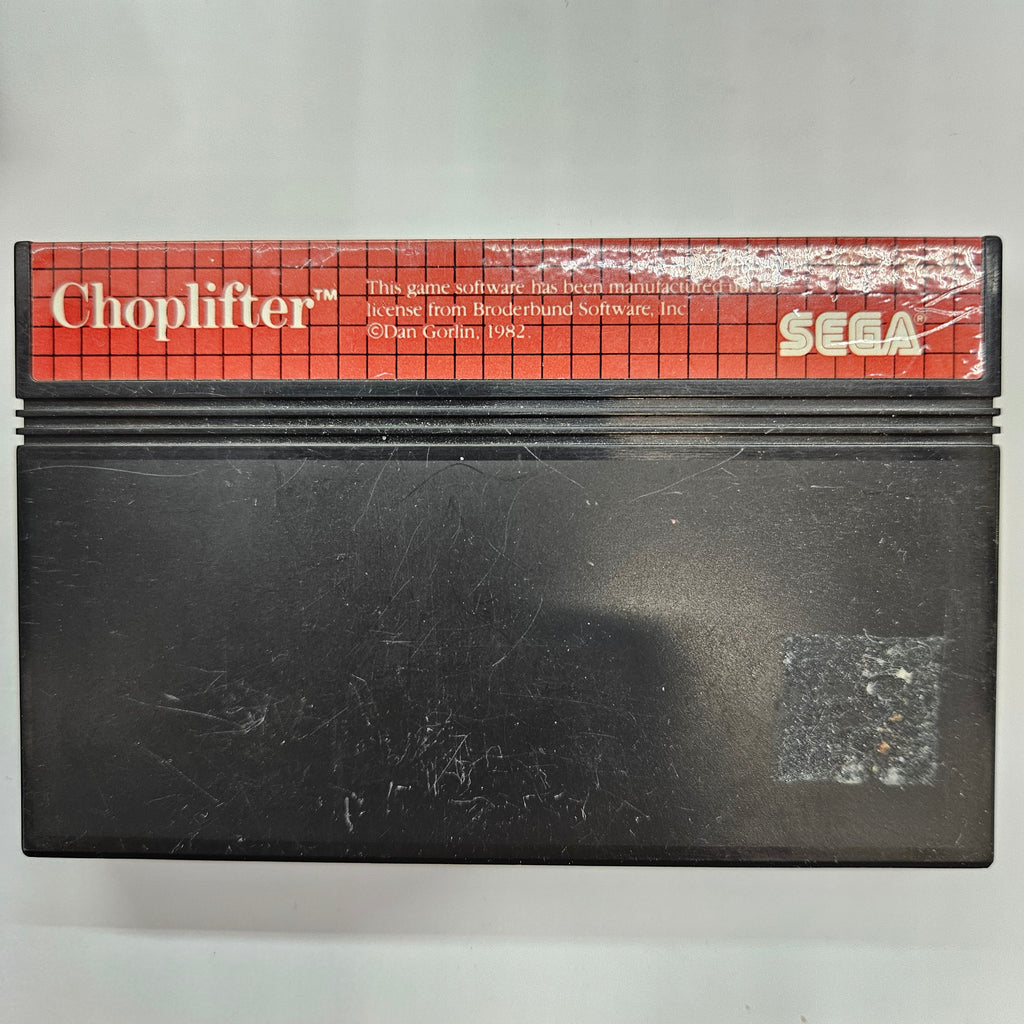 Choplifter™
This game software has been manufactured under
license from Broderbund Software, Inc
©Dan Gorlin, 1982.
SEGA®